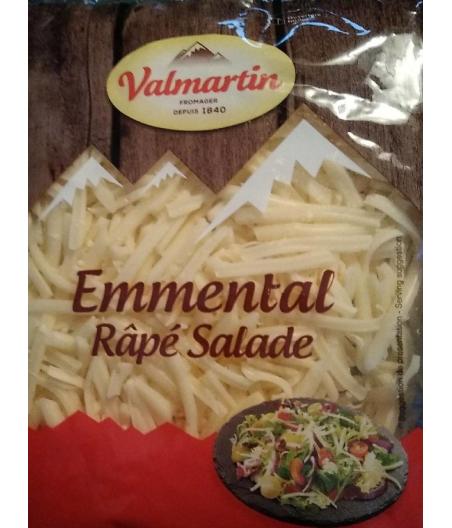 Valmartin
FROMAGER
DEPUIS 1840
Emmental
Râpé Salade
Suggestion de présentation - Serving suggestion